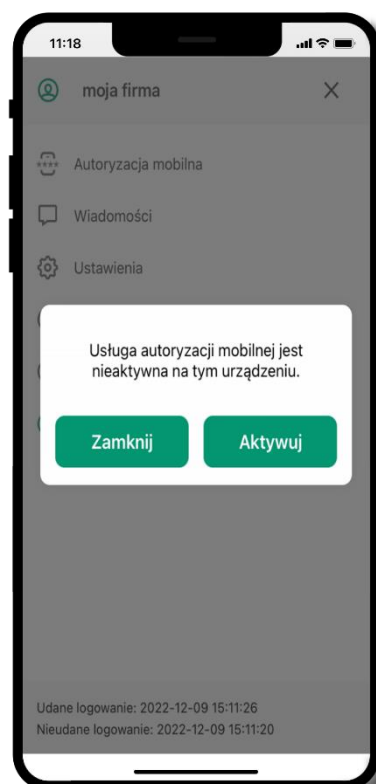 11:18
moja firma
****
Autoryzacja mobilna
Wiadomości
Ustawienia
Usługa autoryzacji mobilnej jest
nieaktywna na tym urządzeniu.
Zamknij
Aktywuj
Udane logowanie: 2022-12-09 15:11:26
Nieudane logowanie: 2022-12-09 15:11:20